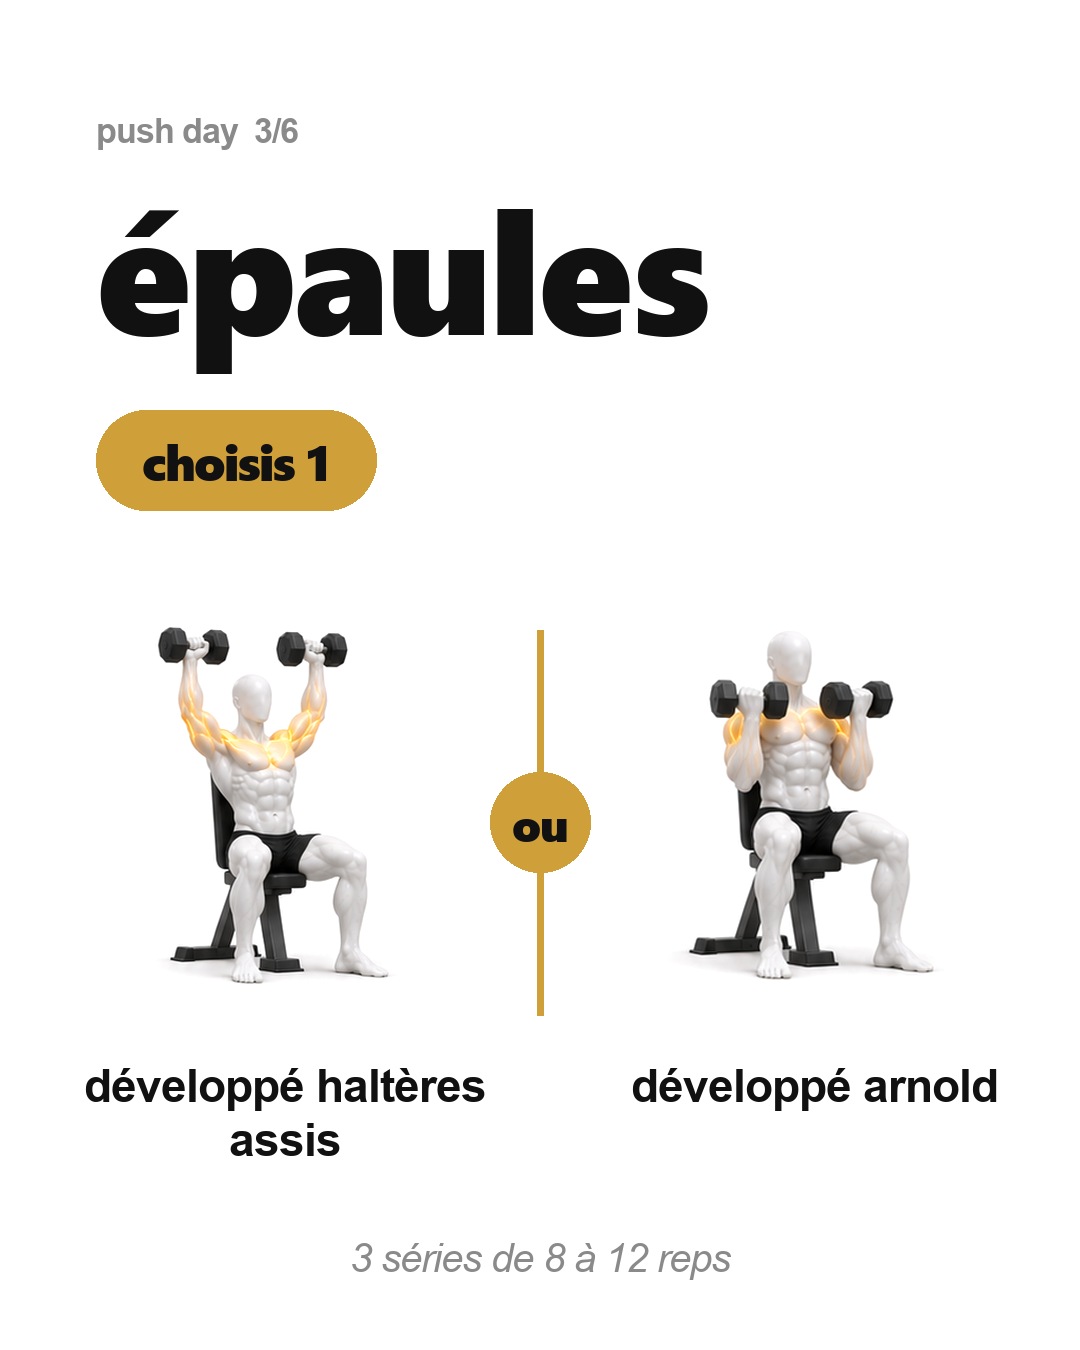 push day 3/6
épaules
choisis 1
ou
développé haltères
assis
développé arnold
3 séries de 8 à 12 reps